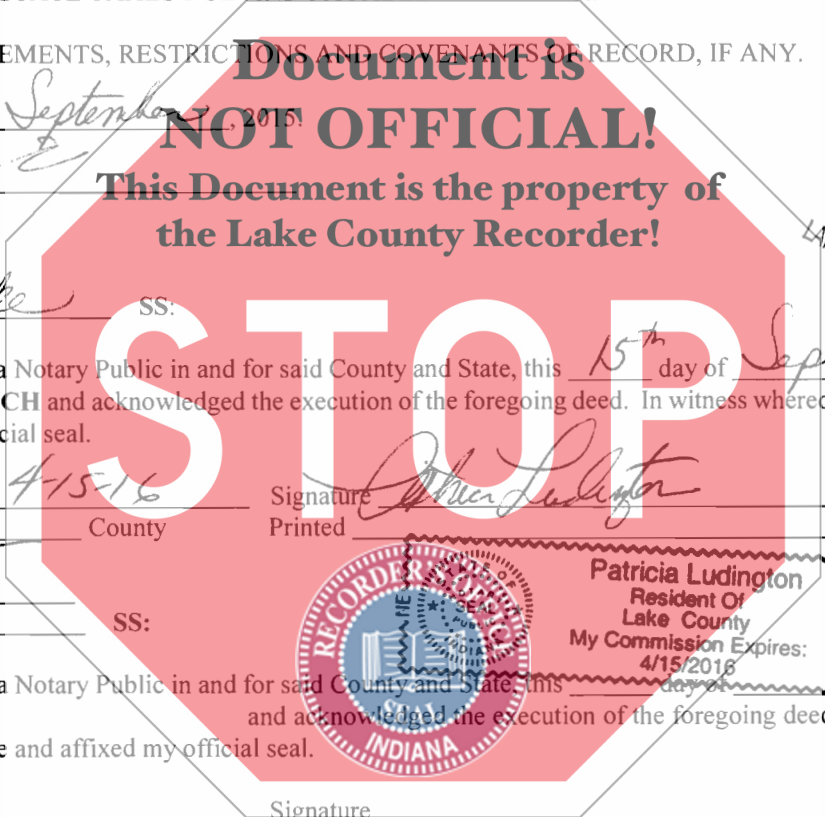 EMENTS, RESTRICTIONS AND COVENANTS OF RECORD, IF ANY.
Document is
September, 2015.
NOT OFFICIAL!
This Document is the property of
the Lake County Recorder!
SS:
STOP
a Notary Public in and for said County and State, this 15th day of Sep
CH and acknowledged the execution of the foregoing deed. In witness whereo
cial seal.
4-15-16 Signature Patricia Ludington
County Printed
RECORDER'S OFFICE
SEAL
INDIANA
Patricia Ludington
Resident Of
Lake County
My Commission Expires:
4/15/2016
SS:
a Notary Public in and for said County and State, this day of
and acknowledged the execution of the foregoing deed
e and affixed my official seal.
Signature